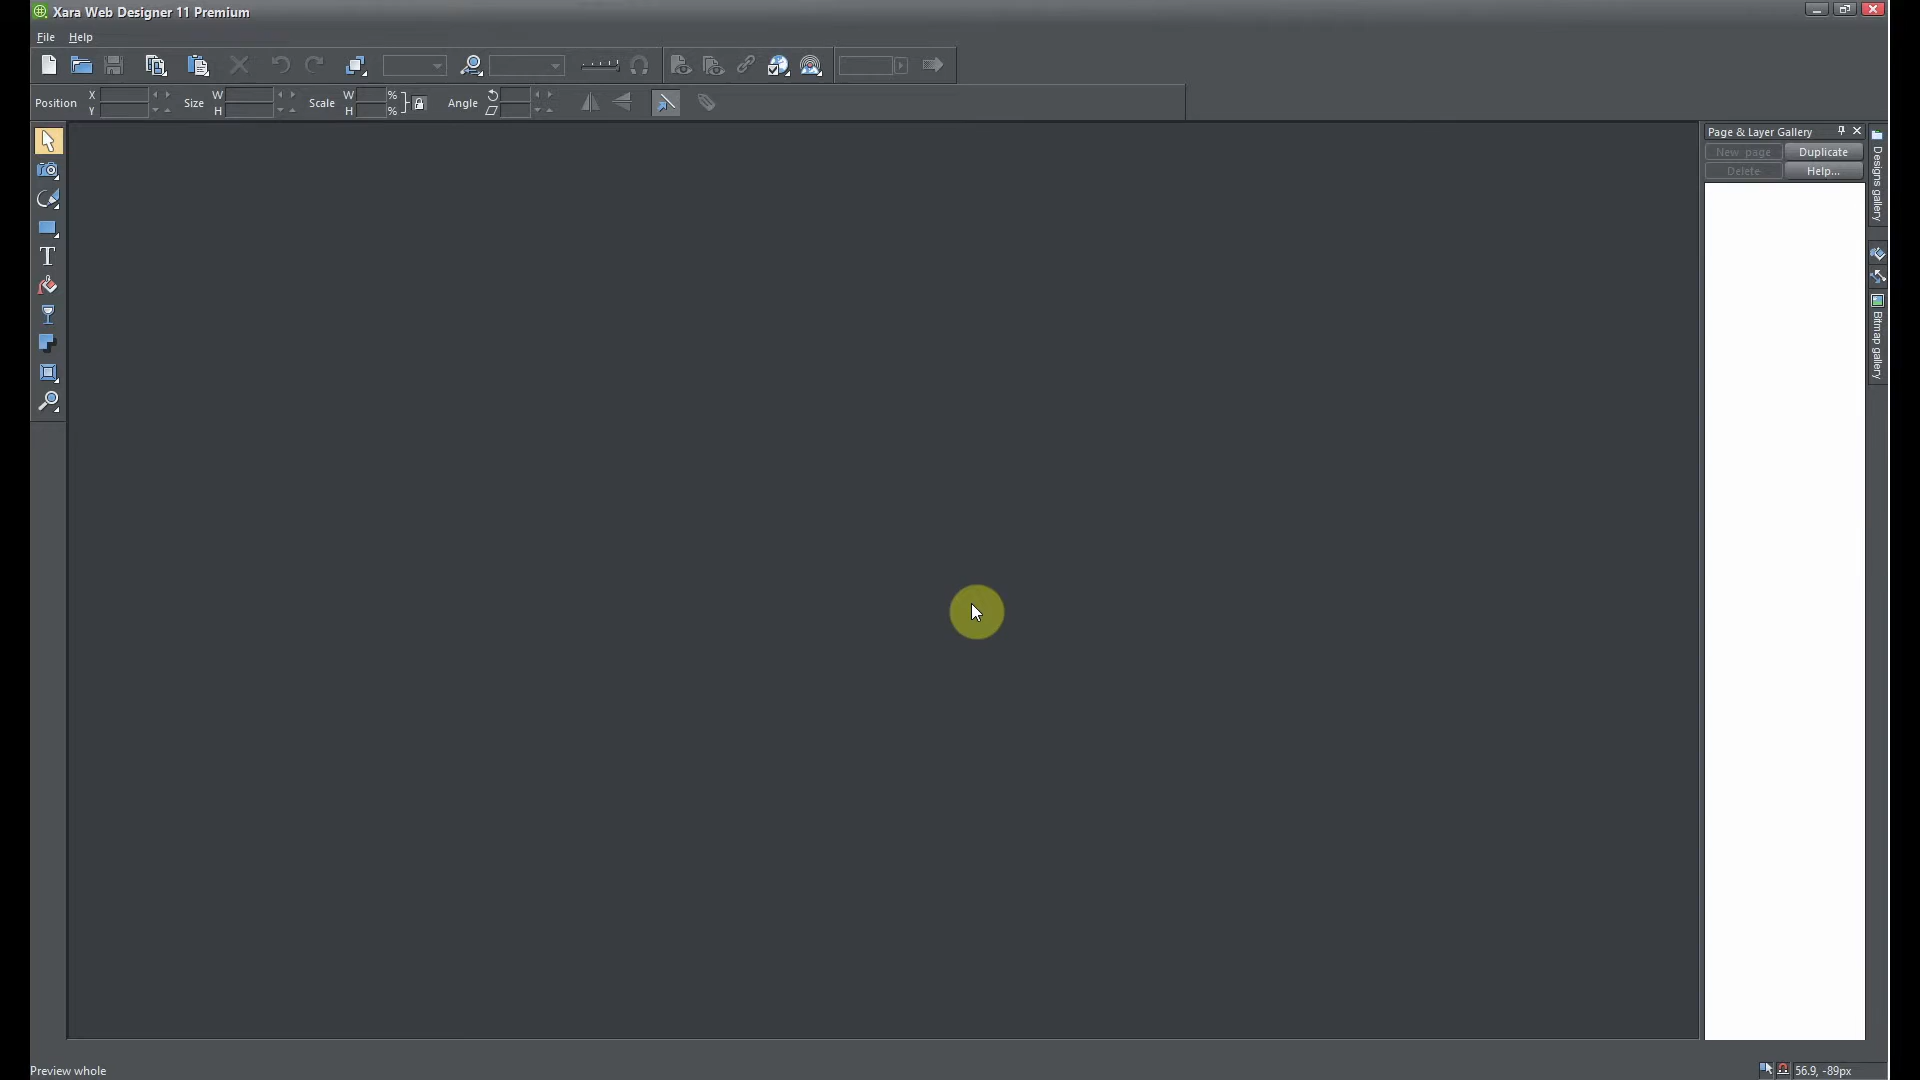 Xara Web Designer 11 Premium
File Help
Position X Y Size W H Scale W % H % Angle
Page & Layer Gallery
New page Duplicate
Delete Help...
Designs gallery
Bitmap gallery
T
Preview whole
56.9, -89px